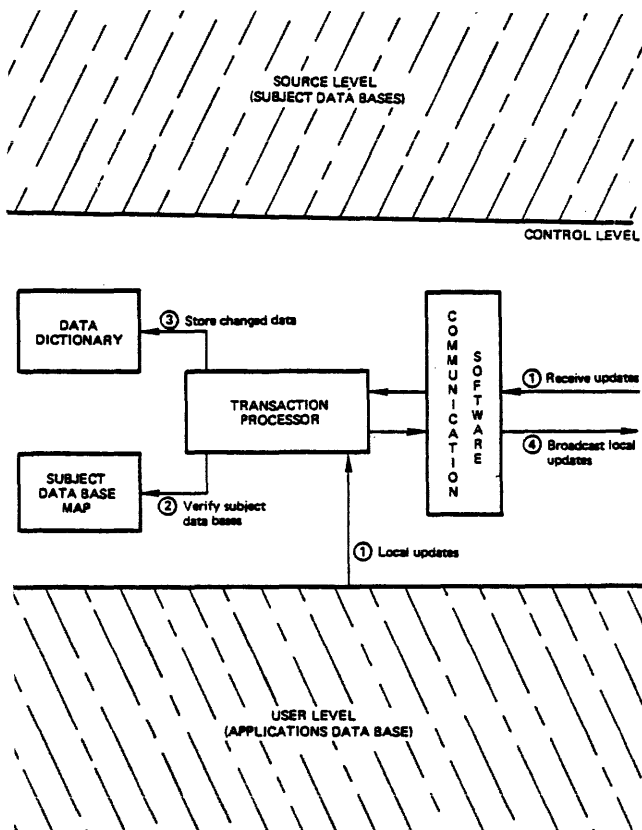 SOURCE LEVEL
(SUBJECT DATA BASES)
CONTROL LEVEL
DATA
DICTIONARY
③ Store changed data
COMMUNICATION
SOFTWARE
① Receive updates
TRANSACTION
PROCESSOR
④ Broadcast local
updates
SUBJECT
DATA BASE
MAP
② Verify subject
data bases
① Local updates
USER LEVEL
(APPLICATIONS DATA BASE)